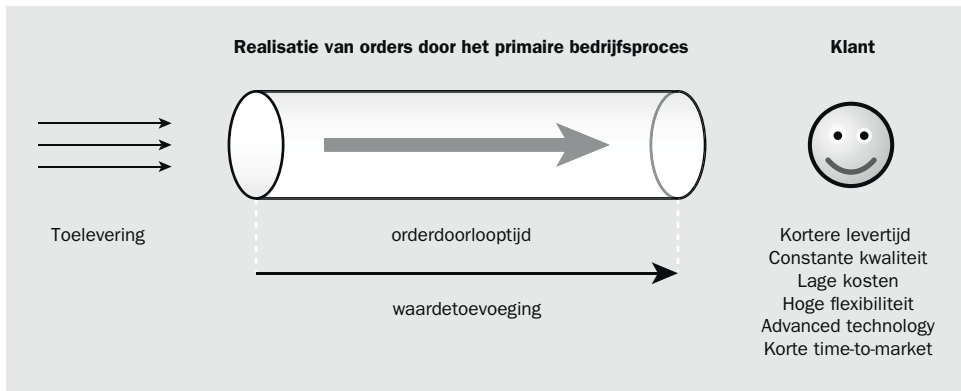 Realisatie van orders door het primaire bedrijfsproces
Klant
Toelevering
orderdoorlooptijd
waardetoevoeging
Kortere levertijd
Constante kwaliteit
Lage kosten
Hoge flexibiliteit
Advanced technology
Korte time-to-market